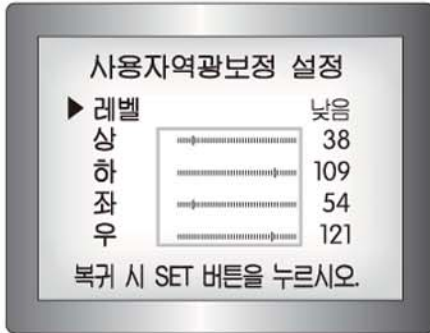 사용자역광보정 설정
▶ 레벨 낮음
상 38
하 109
좌 54
우 121
복귀 시 SET 버튼을 누르시오.